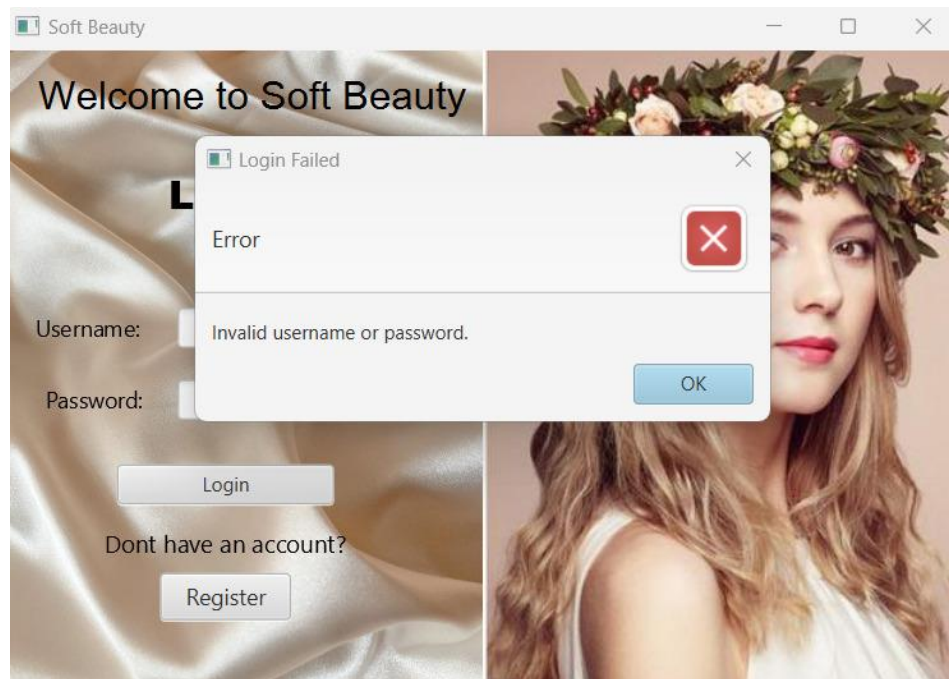 Soft Beauty
Welcome to Soft Beauty
Login Failed
L
Error
Username:
Invalid username or password.
Password:
OK
Login
Dont have an account?
Register